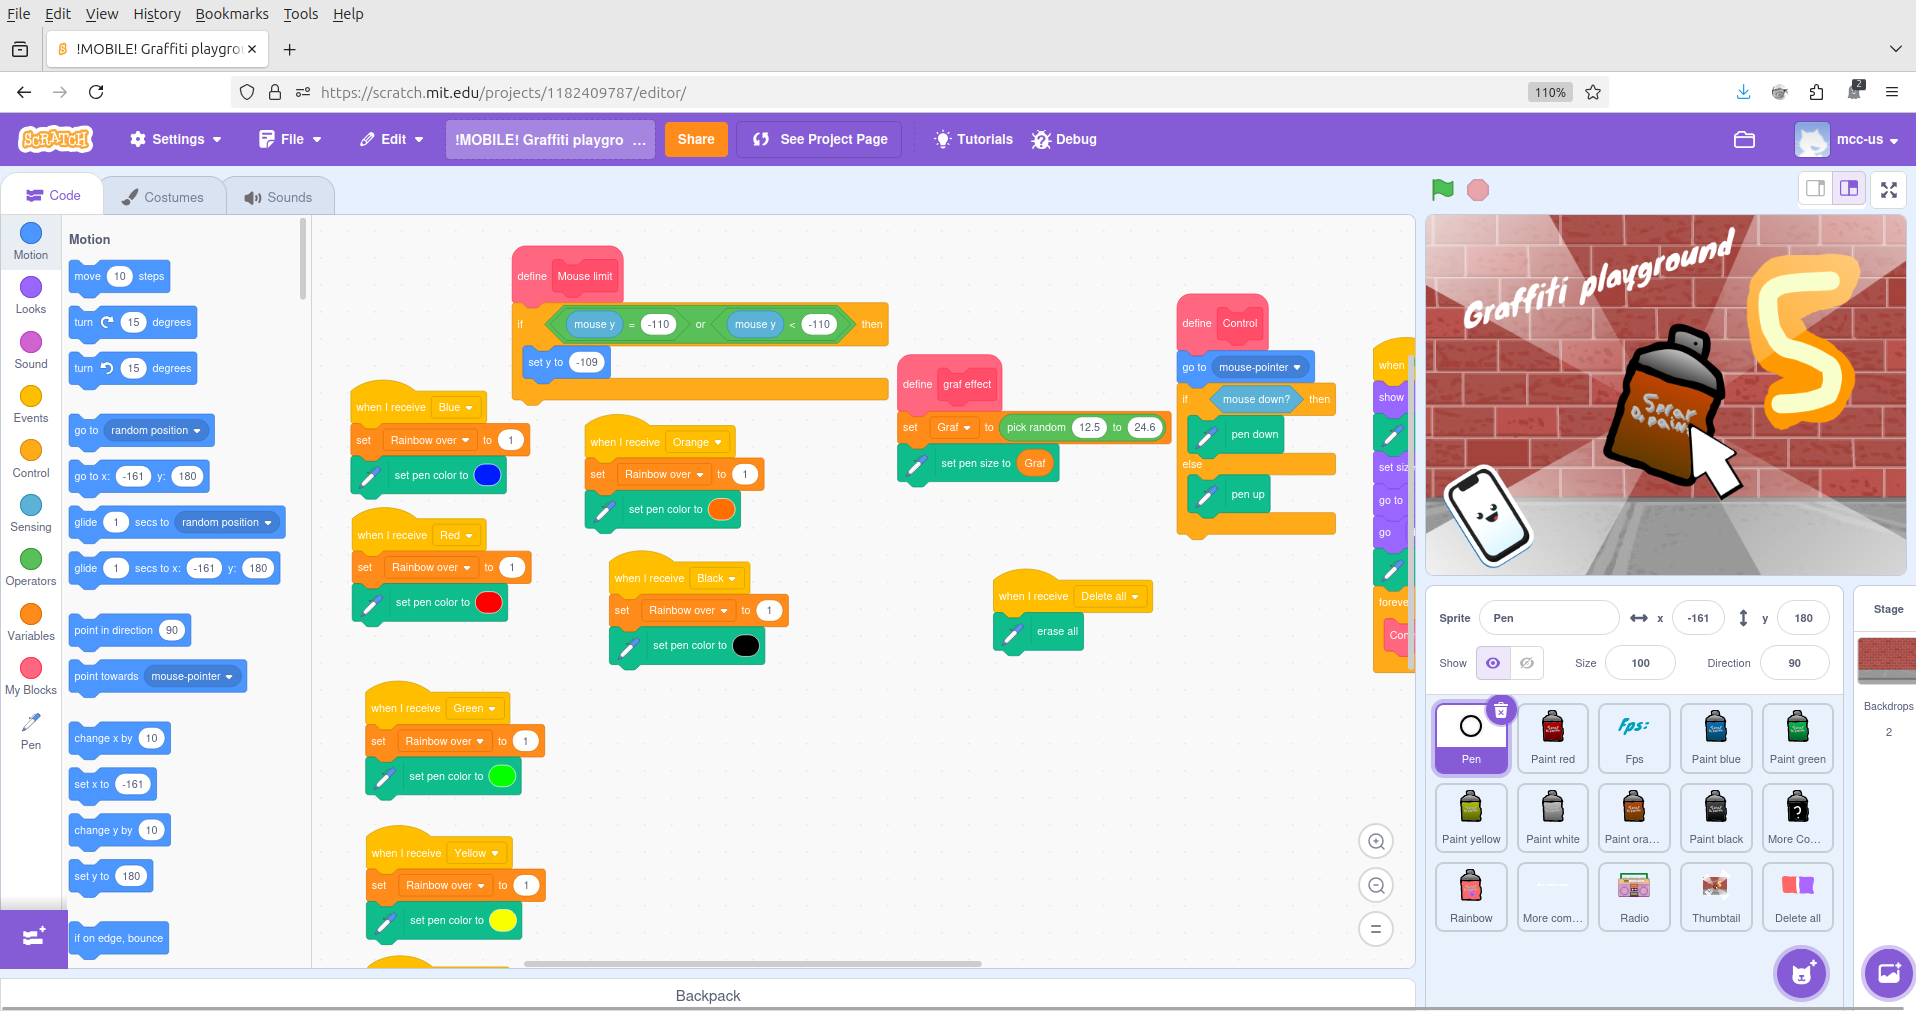 File Edit View History Bookmarks Tools Help
!MOBILE! Graffiti playgro
https://scratch.mit.edu/projects/1182409787/editor/
110%
2
SCRATCH
Settings
File
Edit
!MOBILE! Graffiti playgro ...
Share
See Project Page
Tutorials
Debug
mcc-us
Code
Costumes
Sounds
Motion
Looks
Sound
Events
Control
Sensing
Operators
Variables
My Blocks
Pen
Motion
move 10 steps
turn 15 degrees
turn 15 degrees
go to random position
go to x: -161 y: 180
glide 1 secs to random position
glide 1 secs to x: -161 y: 180
point in direction 90
point towards mouse-pointer
change x by 10
set x to -161
change y by 10
set y to 180
if on edge, bounce
define Mouse limit
if mouse y = -110 or mouse y < -110 then
set y to -109
when I receive Blue
set Rainbow over to 1
set pen color to
when I receive Red
set Rainbow over to 1
set pen color to
when I receive Orange
set Rainbow over to 1
set pen color to
when I receive Black
set Rainbow over to 1
set pen color to
when I receive Green
set Rainbow over to 1
set pen color to
when I receive Yellow
set Rainbow over to 1
set pen color to
define graf effect
set Graf to pick random 12.5 to 24.6
set pen size to Graf
when I receive Delete all
erase all
define Control
go to mouse-pointer
if mouse down? then
pen down
else
pen up
when
show
set siz
go to
go
forev
Con
Backpack
Graffiti playground
S
Spray
Sprite Pen x -161 y 180
Show Size 100 Direction 90
Pen
Paint red
Fps:
Fps
Paint blue
Paint green
Paint yellow
Paint white
Paint ora...
Paint black
?
More Co...
Rainbow
More com...
Radio
Thumbtail
Delete all
Stage
Backdrops
2